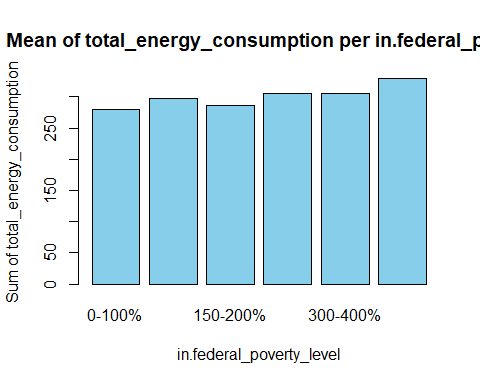 Mean of total_energy_consumption per in.federal_p
Sum of total_energy_consumption
250
150
50
0
0-100% 150-200% 300-400%
in.federal_poverty_level